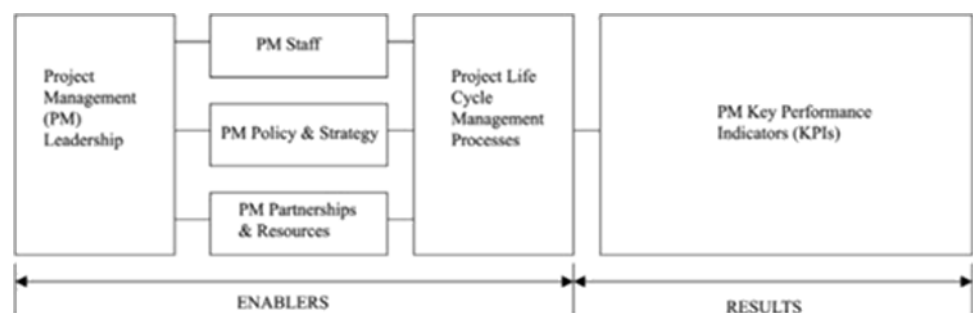 Project
Management
(PM)
Leadership
PM Staff
PM Policy & Strategy
PM Partnerships
& Resources
Project Life
Cycle
Management
Processes
PM Key Performance
Indicators (KPIs)
ENABLERS
RESULTS